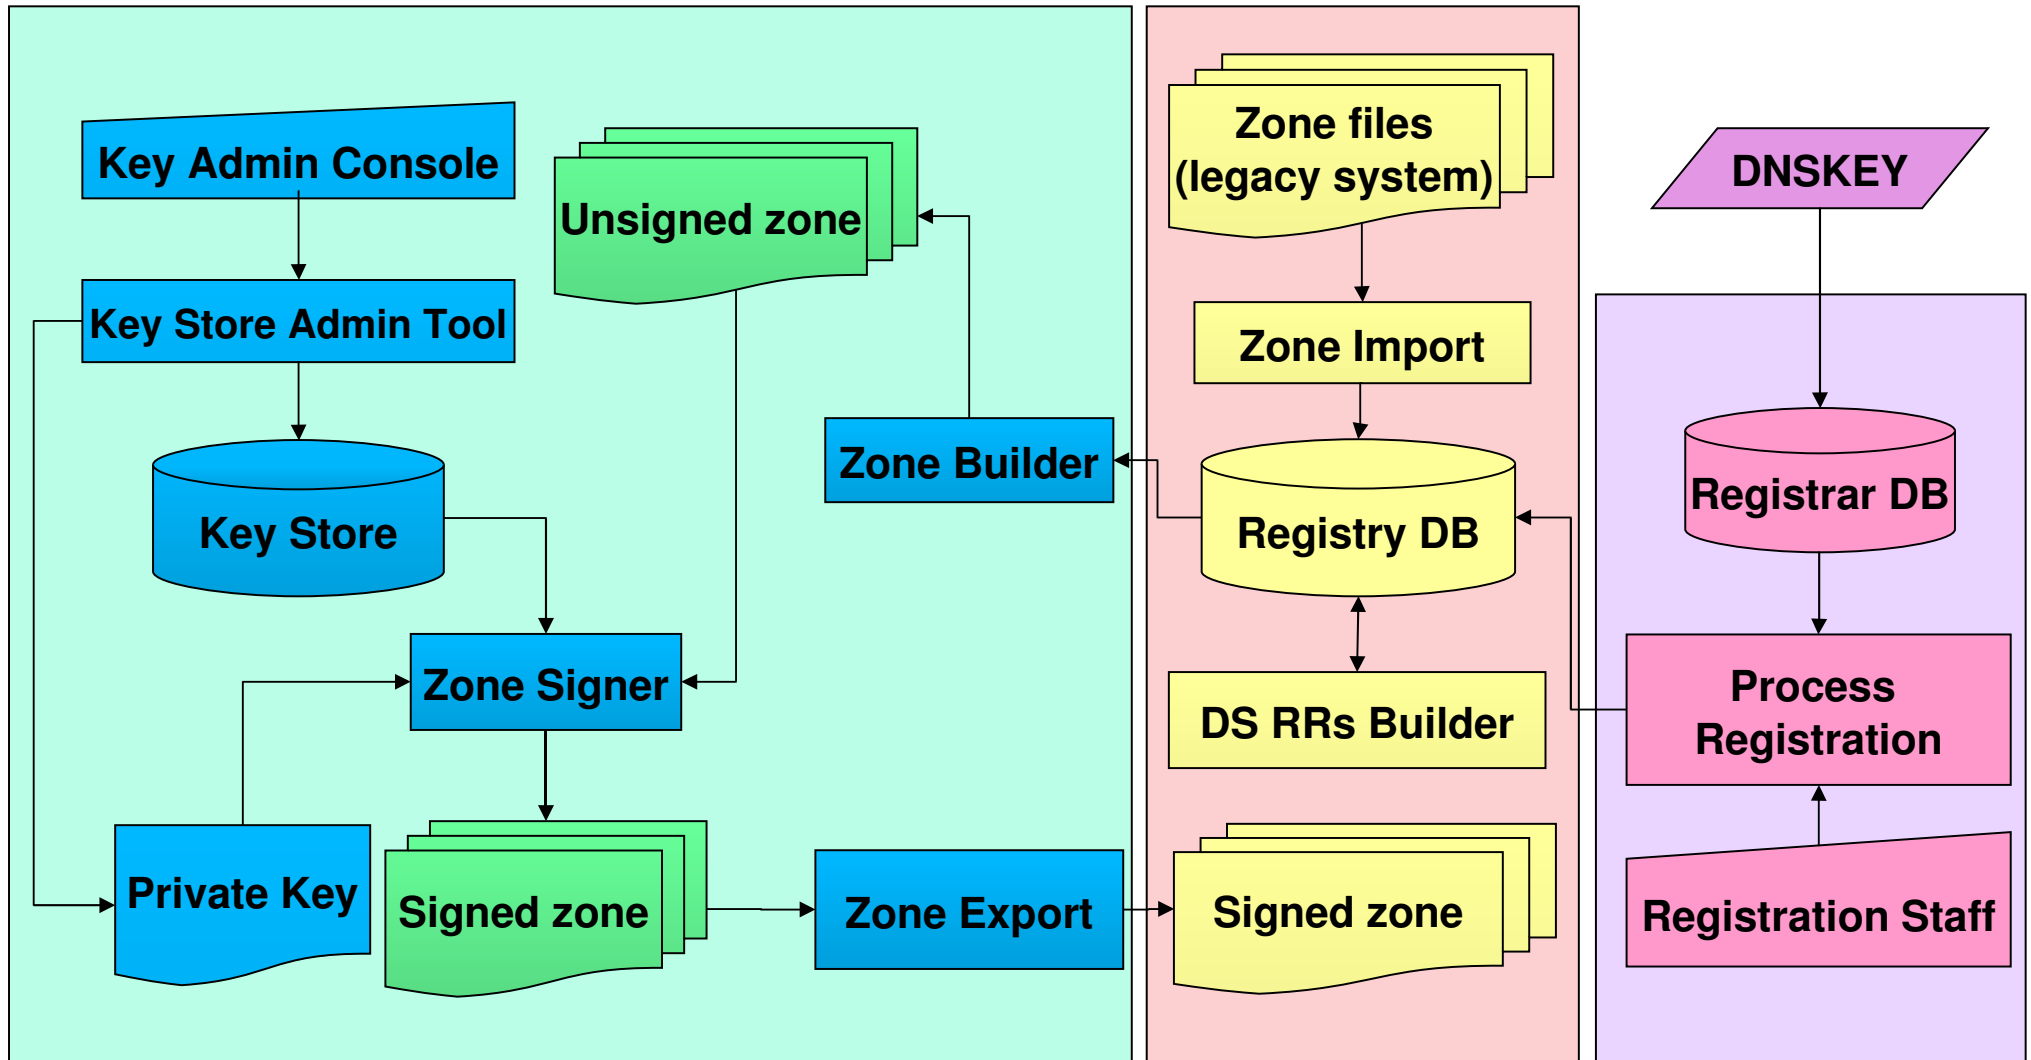 Key Admin Console
Key Store Admin Tool
Key Store
Zone Signer
Private Key
Unsigned zone
Zone Builder
Signed zone
Zone Export
Zone files
(legacy system)
Zone Import
Registry DB
DS RRs Builder
Signed zone
DNSKEY
Registrar DB
Process
Registration
Registration Staff